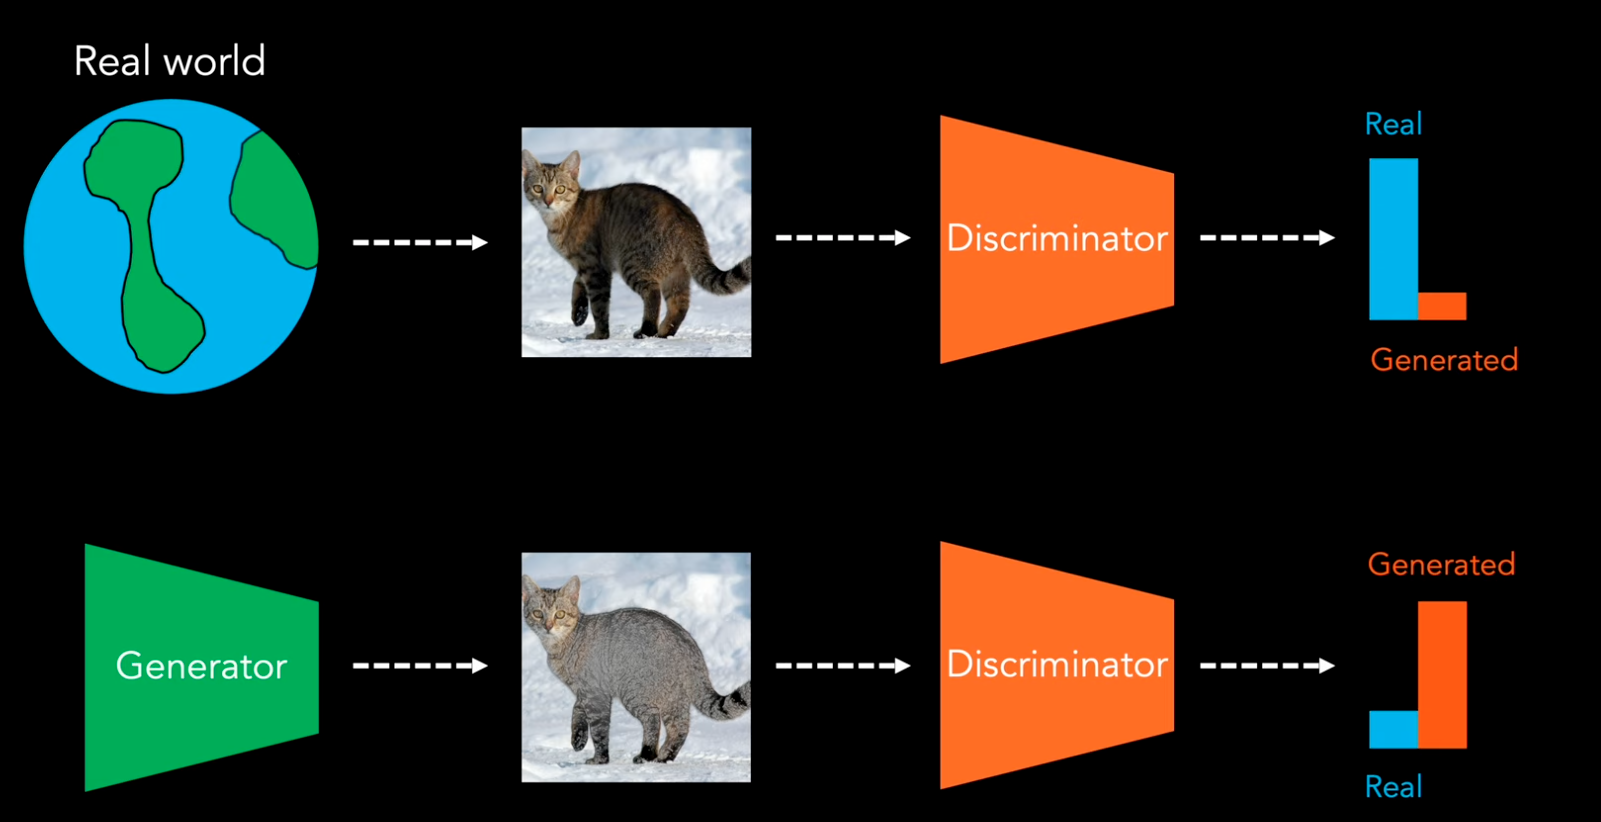 Real world
Discriminator
Real
Generated
Generator
Discriminator
Generated
Real